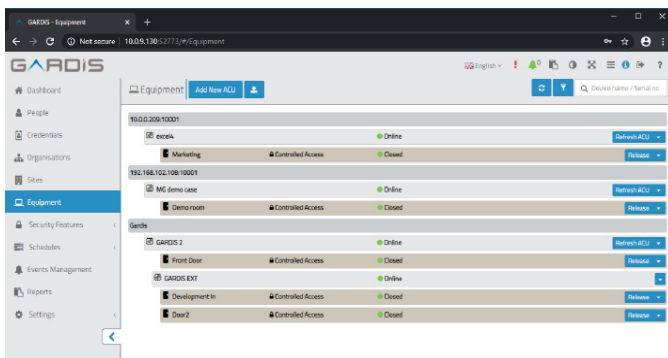 GARDiS - Equipment
Not secure 10.0.9.130:52773/#/Equipment
GARDiS
English
0
Dashboard
Equipment Add New ACU
Device name / Serial no
People
Credentials
Organisations
Sites
Equipment
Security Features
Schedules
Events Management
Reports
Settings
10.0.0.209:10001
excel4 Online Refresh ACU
Marketing Controlled Access Closed Release
192.168.102.108:10001
MG demo case Online Refresh ACU
Demo room Controlled Access Closed Release
Gardis
GARDiS 2 Online Refresh ACU
Front Door Controlled Access Closed Release
GARDiS EXT Online
Development In Controlled Access Closed Release
Door2 Controlled Access Closed Release